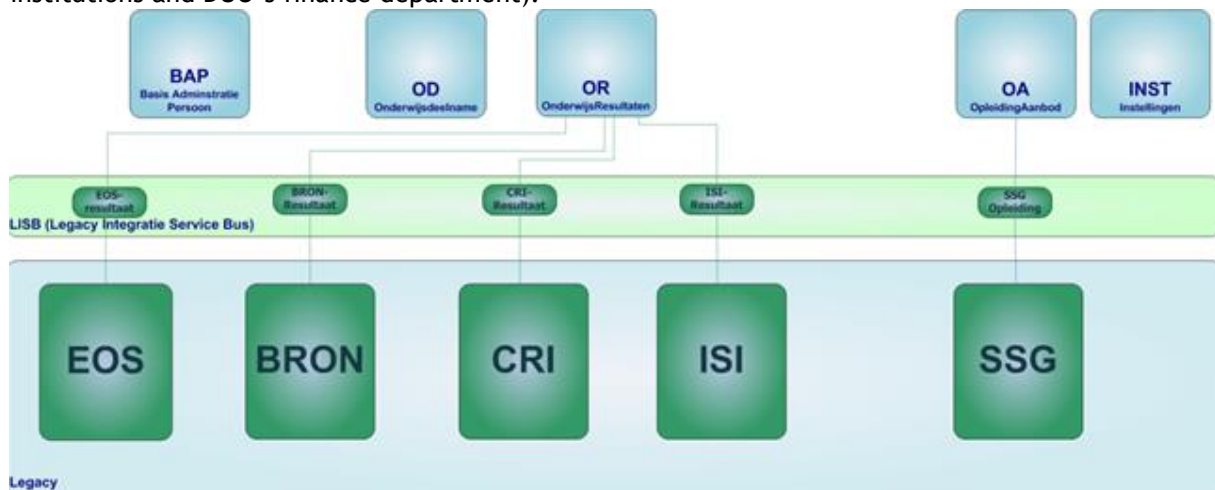 institutions and DUO's finance department).
BAP
Basis Adminstratie
Persoon
OD
Onderwijsdeelname
OR
OnderwijsResultaten
OA
OpleidingAanbod
INST
Instellingen
EOS-
resultaat
BRON-
Resultaat
CRI-
Resultaat
ISI-
Resultaat
SSG
Opleiding
LiSB (Legacy Integratie Service Bus)
EOS
BRON
CRI
ISI
SSG
Legacy